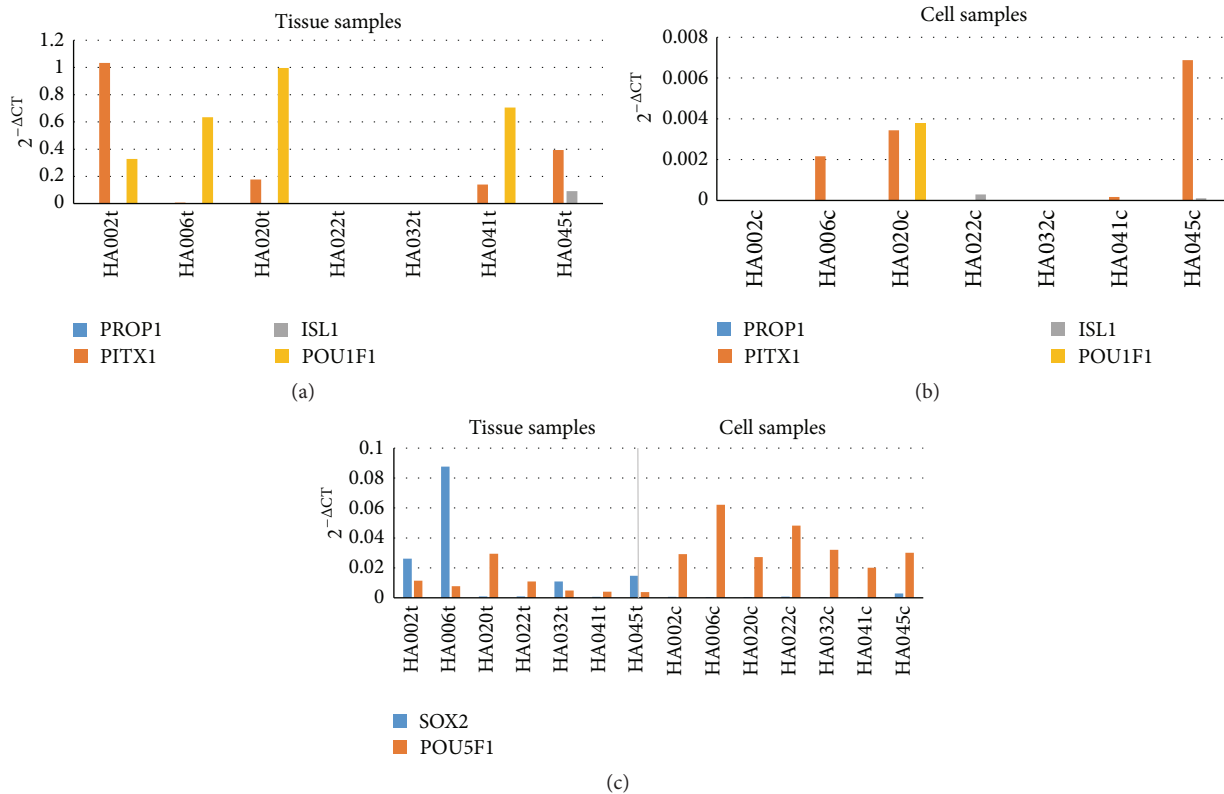 Tissue samples
1.2
1
0.8
0.6
0.4
0.2
0
2^−ΔCT
HA002t
HA006t
HA020t
HA022t
HA032t
HA041t
HA045t
PROP1
ISL1
PITX1
POU1F1
(a)
Cell samples
0.008
0.006
0.004
0.002
0
2^−ΔCT
HA002c
HA006c
HA020c
HA022c
HA32c
HA041c
HA045c
PROP1
ISL1
PITX1
POU1F1
(b)
Tissue samples
Cell samples
0.1
0.08
0.06
0.04
0.02
0
2^−ΔCT
HA002t
HA006t
HA020t
HA022t
HA032t
HA041t
HA045t
HA002c
HA006c
HA020c
HA022c
HA032c
HA041c
HA045c
SOX2
POU5F1
(c)